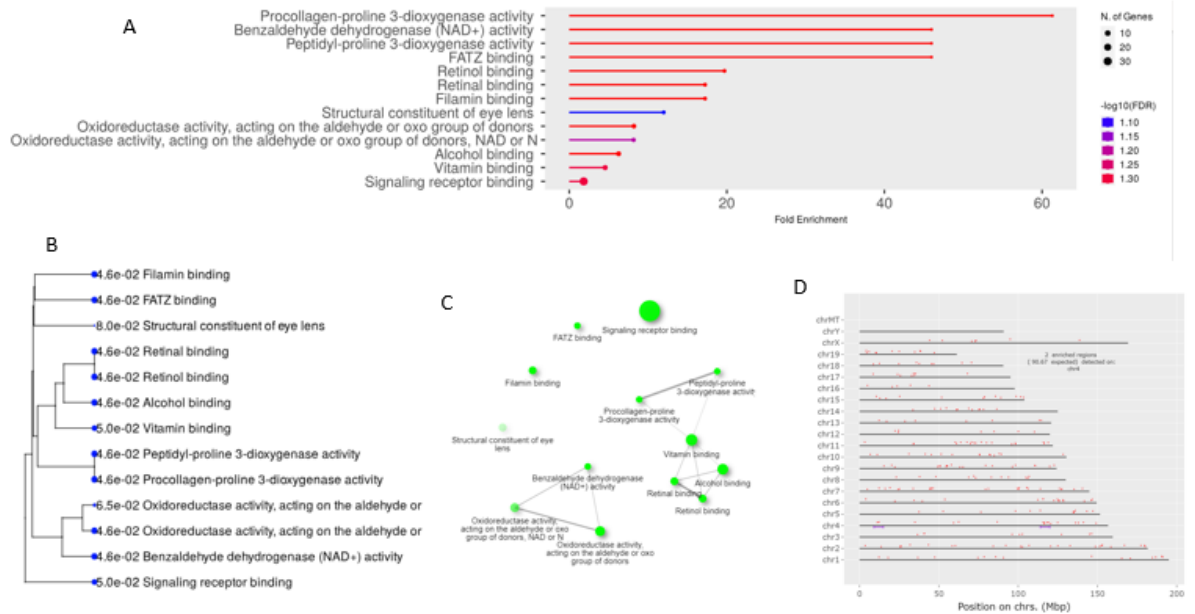 A
Procollagen-proline 3-dioxygenase activity
Benzaldehyde dehydrogenase (NAD+) activity
Peptidyl-proline 3-dioxygenase activity
FATZ binding
Retinol binding
Retinal binding
Filamin binding
Structural constituent of eye lens
Oxidoreductase activity, acting on the aldehyde or oxo group of donors
Oxidoreductase activity, acting on the aldehyde or oxo group of donors, NAD or N
Alcohol binding
Vitamin binding
Signaling receptor binding
0 20 40 60
Fold Enrichment
N. of Genes
10
20
30
-log10(FDR)
1.10
1.15
1.20
1.25
1.30
B
4.6e-02 Filamin binding
4.6e-02 FATZ binding
8.0e-02 Structural constituent of eye lens
4.6e-02 Retinal binding
4.6e-02 Retinol binding
4.6e-02 Alcohol binding
5.0e-02 Vitamin binding
4.6e-02 Peptidyl-proline 3-dioxygenase activity
4.6e-02 Procollagen-proline 3-dioxygenase activity
6.5e-02 Oxidoreductase activity, acting on the aldehyde or
4.6e-02 Oxidoreductase activity, acting on the aldehyde or
4.6e-02 Benzaldehyde dehydrogenase (NAD+) activity
5.0e-02 Signaling receptor binding
C
Signaling receptor binding
FATZ binding
Filamin binding
Peptidyl-proline
3-dioxygenase activit
Procollagen-proline
3-dioxygenase activity
Structural constituent of eye
lens
Vitamin binding
Benzaldehyde dehydrogenase
(NAD+) activity
Alcohol binding
Retinal binding
Retinol binding
Oxidoreductase activity,
acting on the aldehyde or oxo
group of donors, NAD or N
Oxidoreductase activity,
acting on the aldehyde or oxo
group of donors
D
chrMT
chrY
chrX
chr19
chr18
chr17
chr16
chr15
chr14
chr13
chr12
chr11
chr10
chr9
chr8
chr7
chr6
chr5
chr4
chr3
chr2
chr1
2 enriched regions
( 90.67 expected) detected on:
chr4
0 50 100 150 200
Position on chrs. (Mbp)